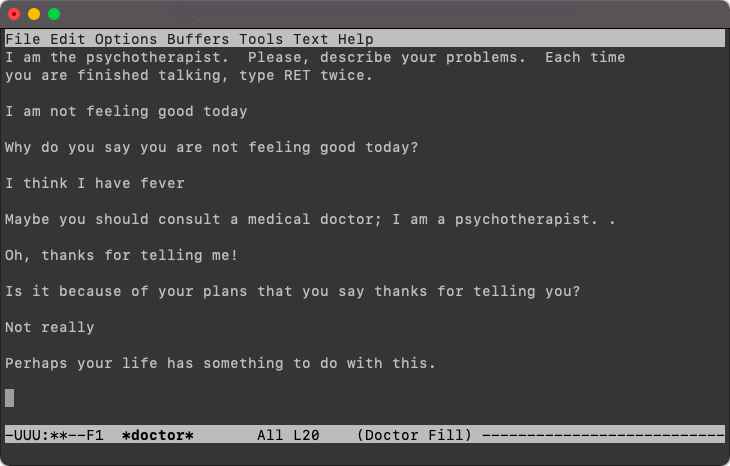 File Edit Options Buffers Tools Text Help
I am the psychotherapist.  Please, describe your problems.  Each time
you are finished talking, type RET twice.
I am not feeling good today
Why do you say you are not feeling good today?
I think I have fever
Maybe you should consult a medical doctor; I am a psychotherapist. .
Oh, thanks for telling me!
Is it because of your plans that you say thanks for telling you?
Not really
Perhaps your life has something to do with this.
-UUU:**--F1  *doctor*       All L20    (Doctor Fill) ---------------------------